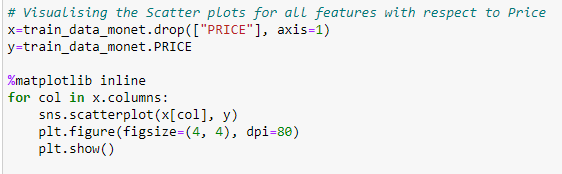 # Visualising the Scatter plots for all features with respect to Price
x=train_data_monet.drop(["PRICE"], axis=1)
y=train_data_monet.PRICE
%matplotlib inline
for col in x.columns:
    sns.scatterplot(x[col], y)
    plt.figure(figsize=(4, 4), dpi=80)
    plt.show()